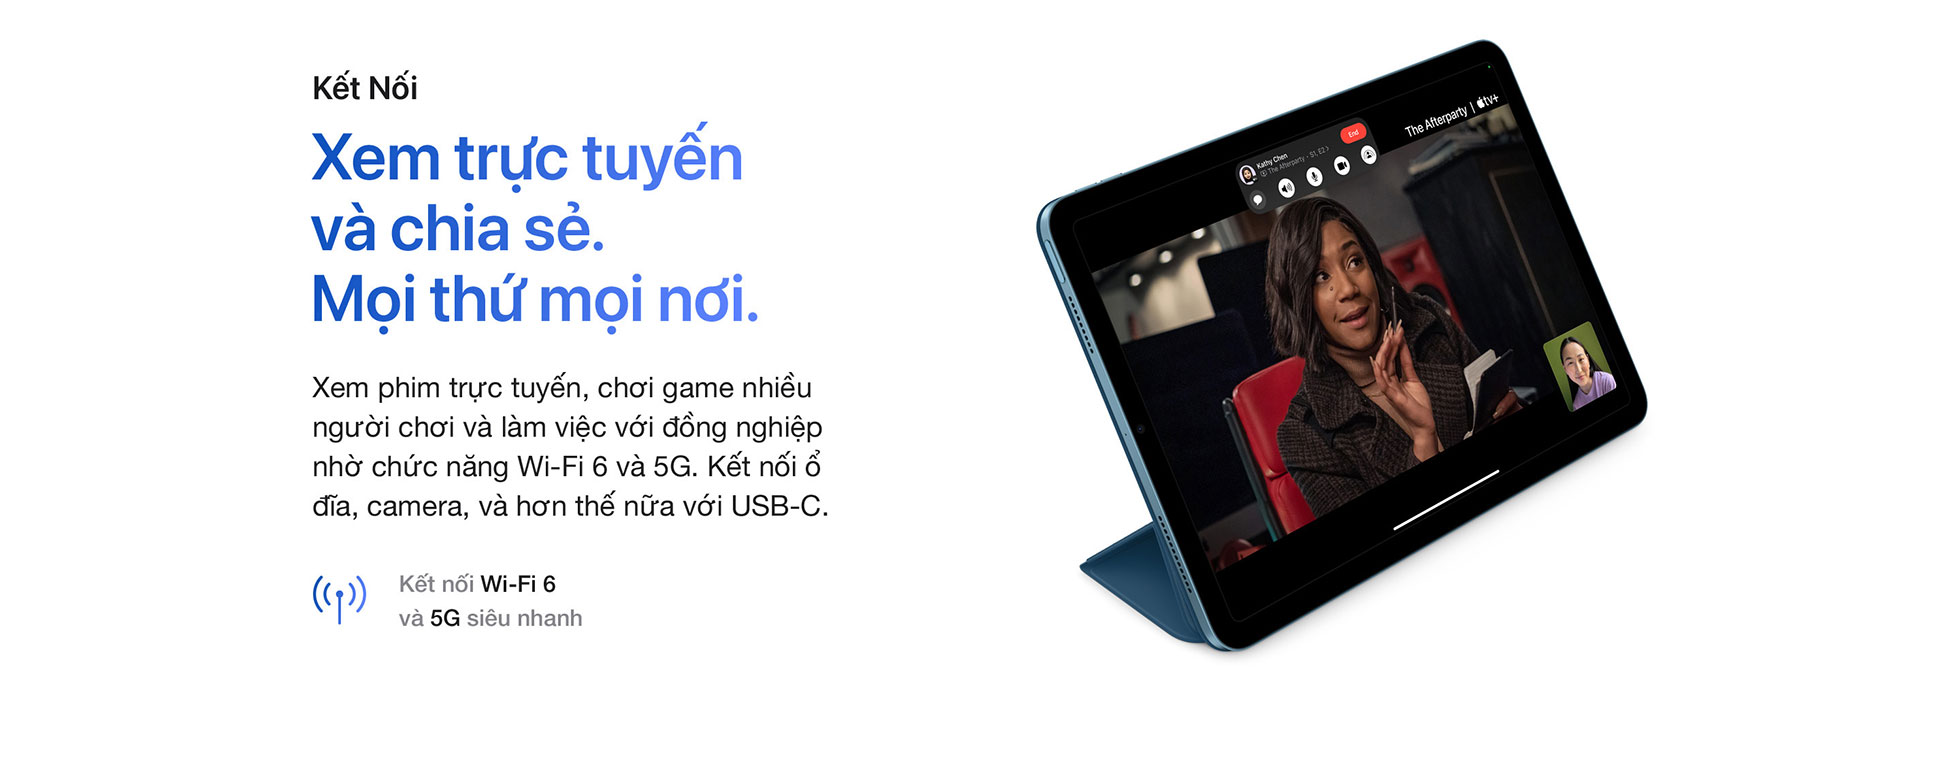 Kết Nối
Xem trực tuyến
và chia sẻ.
Mọi thứ mọi nơi.
Xem phim trực tuyến, chơi game nhiều
người chơi và làm việc với đồng nghiệp
nhờ chức năng Wi-Fi 6 và 5G. Kết nối ổ
đĩa, camera, và hơn thế nữa với USB-C.
Kết nối Wi-Fi 6
và 5G siêu nhanh
The Afterparty | tv+
Kathy Chen
The Afterparty - S1, E2 >
End